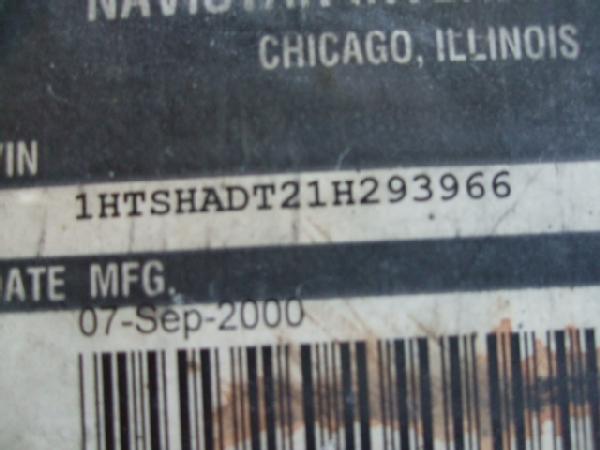 CHICAGO, ILLINOIS
VIN
1HTSHADT21H293966
DATE MFG.
07-Sep-2000